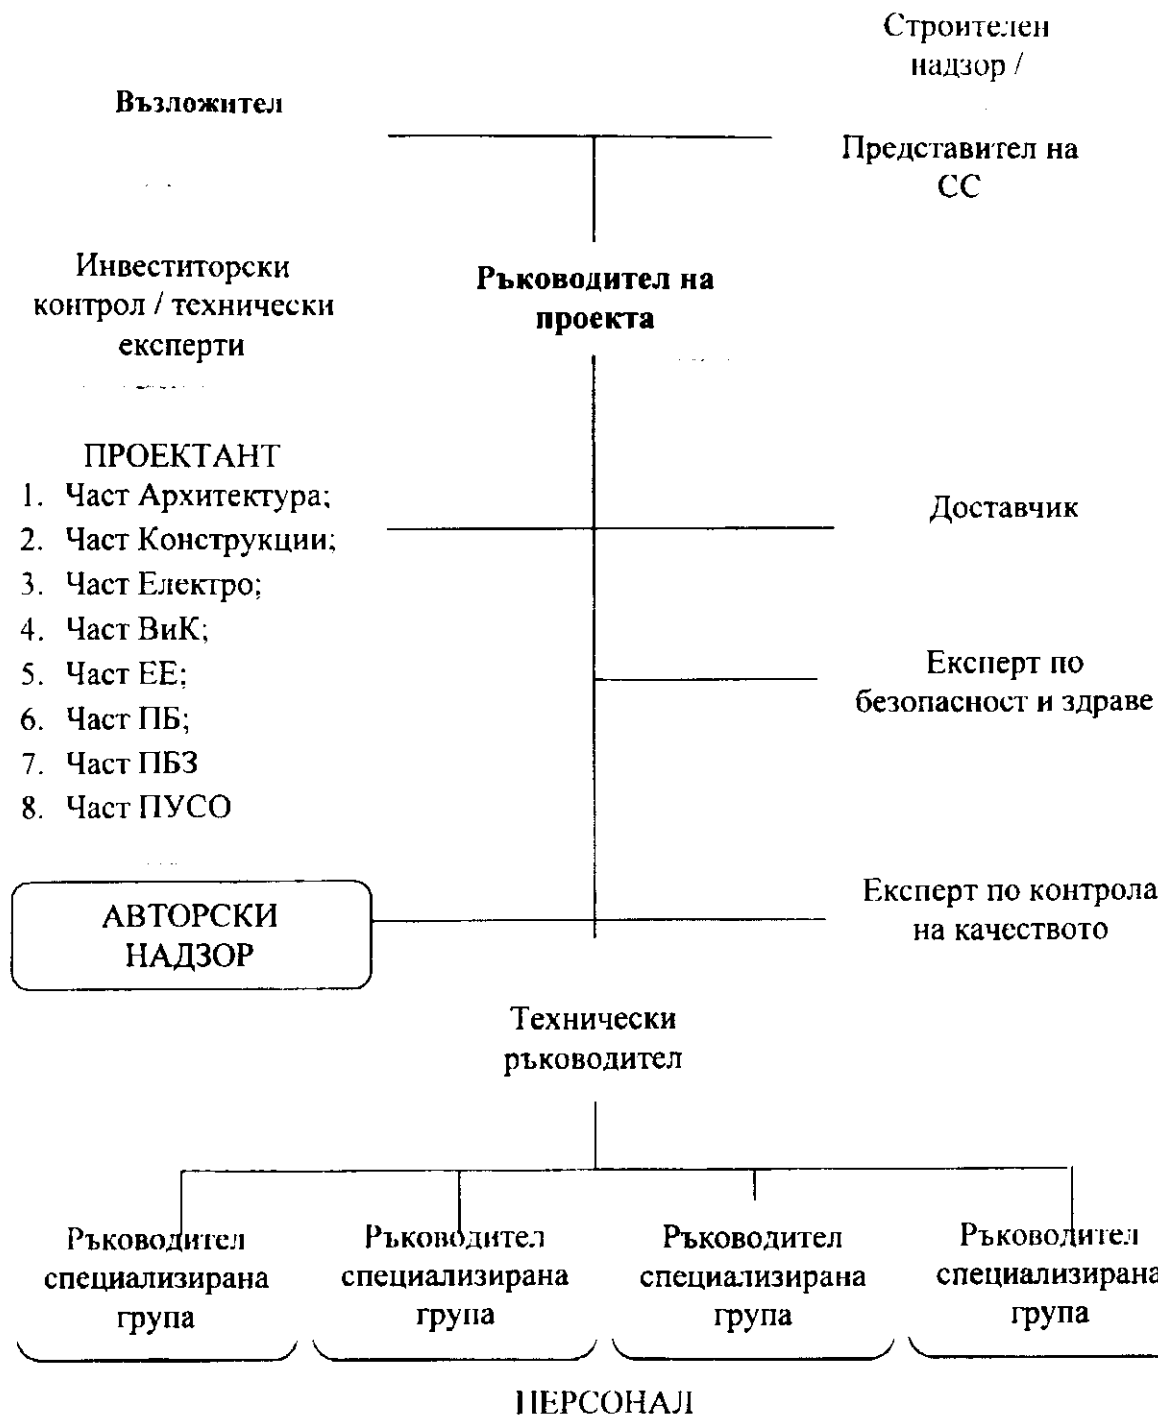 Строителен
надзор /
Възложител
Представител на
СС
Инвеститорски
контрол / технически
експерти
Ръководител на
проекта
ПРОЕКТАНТ
1. Част Архитектура;
2. Част Конструкции;
3. Част Електро;
4. Част ВиК;
5. Част ЕЕ;
6. Част ПБ;
7. Част ПБЗ
8. Част ПУСО
Доставчик
Експерт по
безопасност и здраве
АВТОРСКИ
НАДЗОР
Експерт по контрола
на качеството
Технически
ръководител
Ръководител
специализирана
група
Ръководител
специализирана
група
Ръководител
специализирана
група
Ръководител
специализирана
група
ПЕРСОНАЛ